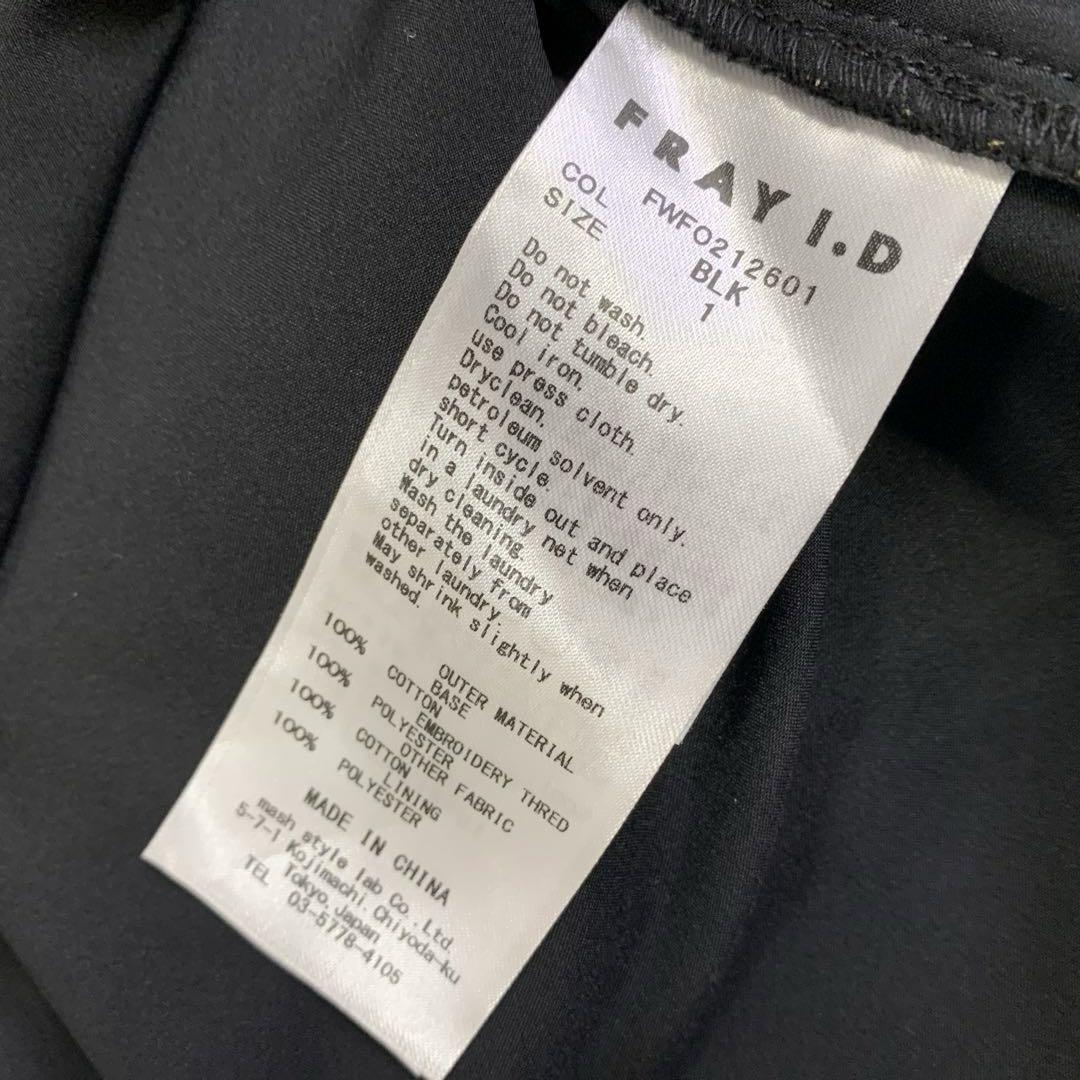 FRAY I.D
FWFO212601
COL BLK
SIZE 1
Do not wash.
Do not bleach.
Do not tumble dry.
Cool iron.
use press cloth.
Dryclean.
petroleum solvent only.
short cycle.
Turn inside out and place
in a laundry net when
dry cleaning.
Wash the laundry
separately from
other laundry.
May shrink slightly when
washed.
OUTER MATERIAL
BASE
100% COTTON
EMBROIDERY THRED
100% POLYESTER
OTHER FABRIC
100% COTTON
LINING
100% POLYESTER
MADE IN CHINA
mash style lab Co.,Ltd.
5-7-1 Kojimachi,Chiyoda-ku
Tokyo,Japan
TEL 03-5778-4105